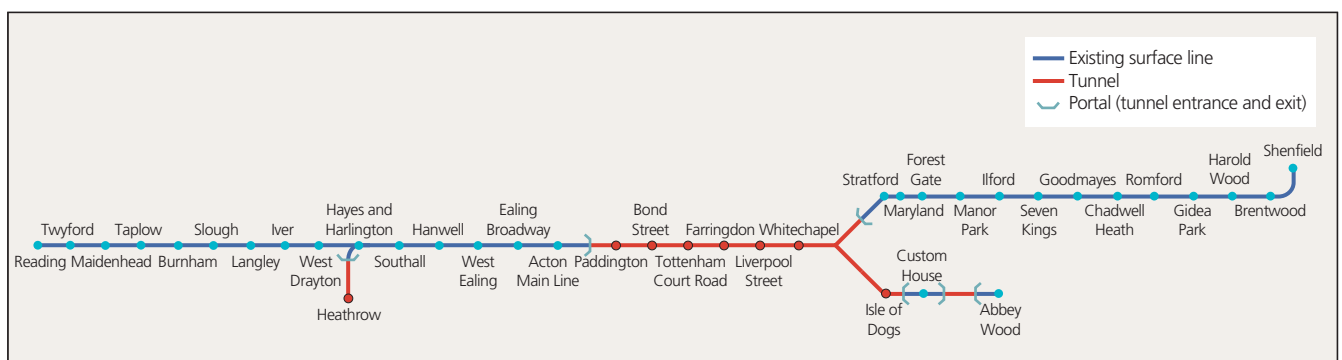 Existing surface line
Tunnel
Portal (tunnel entrance and exit)
Shenfield
Harold
Wood
Forest
Gate
Stratford
Ilford
Goodmayes
Romford
Maryland
Manor
Park
Seven
Kings
Chadwell
Heath
Gidea
Park
Brentwood
Hayes and
Harlington
Ealing
Broadway
Bond
Street
Twyford
Taplow
Slough
Iver
Hanwell
Farringdon
Whitechapel
Reading
Maidenhead
Burnham
Langley
West
Drayton
Southall
West
Ealing
Acton
Main Line
Paddington
Tottenham
Court Road
Liverpool
Street
Custom
House
Heathrow
Isle of
Dogs
Abbey
Wood